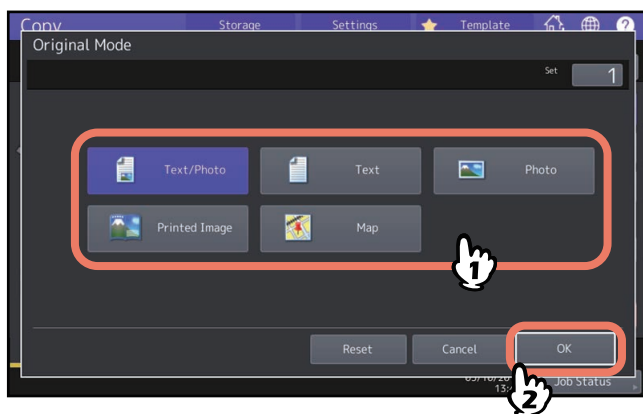 Copy Storage Settings Template
Original Mode
Set 1
Text/Photo Text Photo
Printed Image Map
1
Reset Cancel OK
Job Status
2